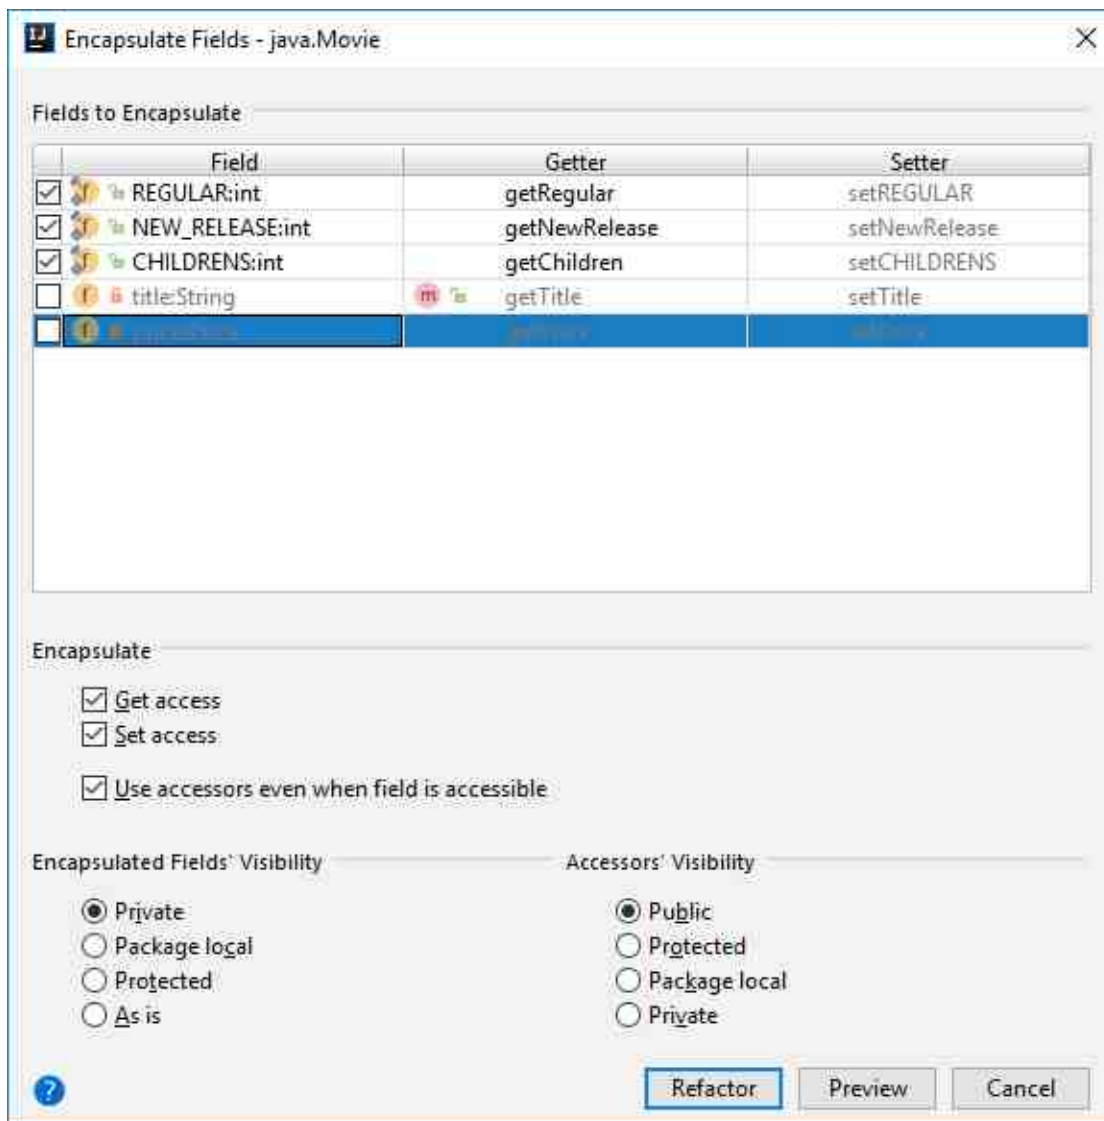 Encapsulate Fields - java.Movie
Fields to Encapsulate
Field Getter Setter
REGULAR:int getRegular setREGULAR
NEW_RELEASE:int getNewRelease setNewRelease
CHILDRENS:int getChildren setCHILDRENS
title:String m getTitle setTitle
Encapsulate
Get access
Set access
Use accessors even when field is accessible
Encapsulated Fields' Visibility Accessors' Visibility
Private Public
Package local Protected
Protected Package local
As is Private
? Refactor Preview Cancel